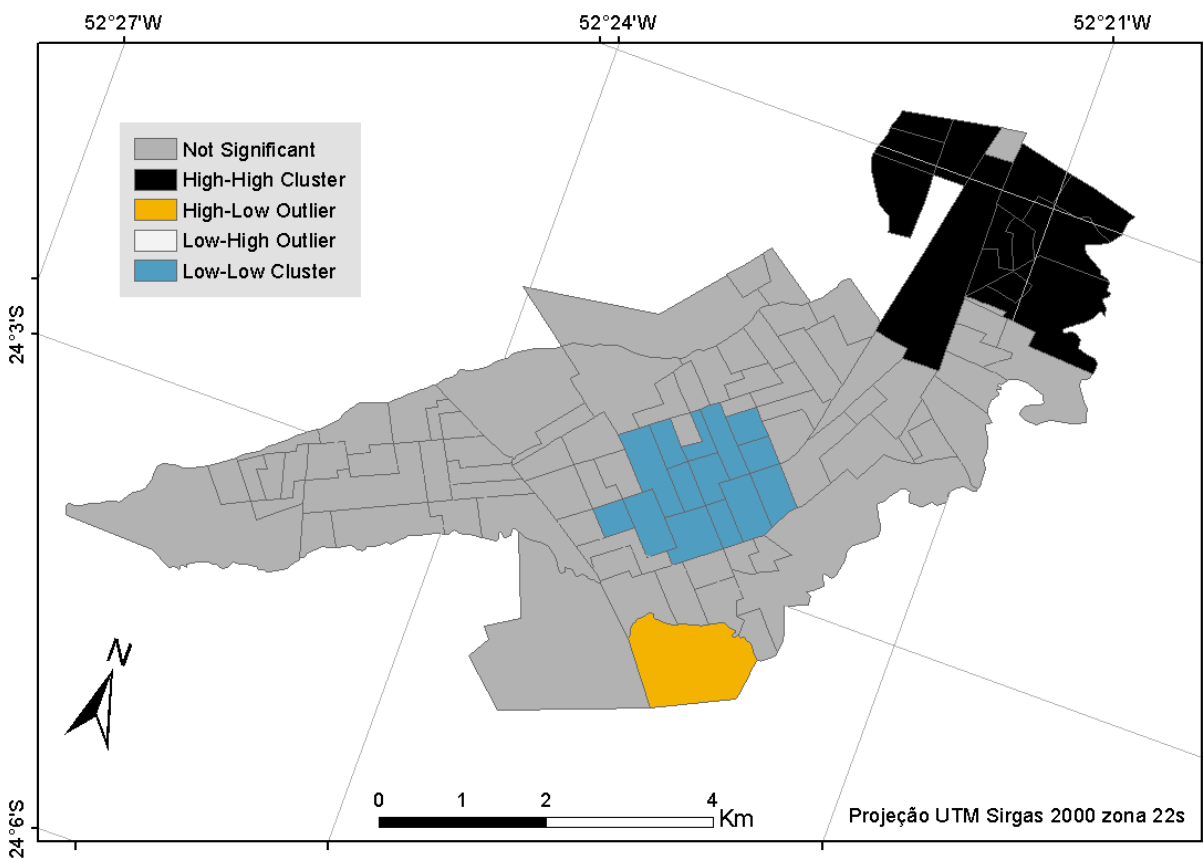 52°27'W 52°24'W 52°21'W
Not Significant
High-High Cluster
High-Low Outlier
Low-High Outlier
Low-Low Cluster
24°3'S
N
24°6'S
0 1 2 4
Km
Projeção UTM Sirgas 2000 zona 22s